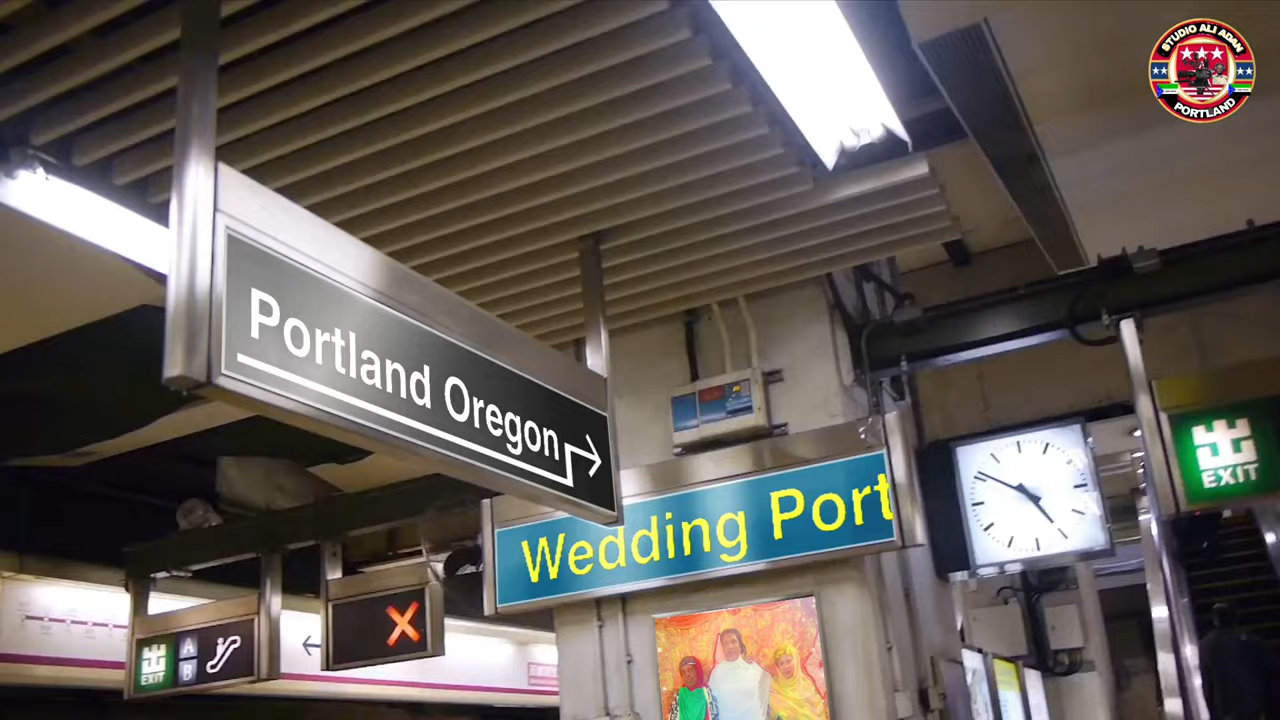 STUDIO ALI ADAN
PORTLAND
Portland Oregon
Wedding Port
EXIT
EXIT
A
B